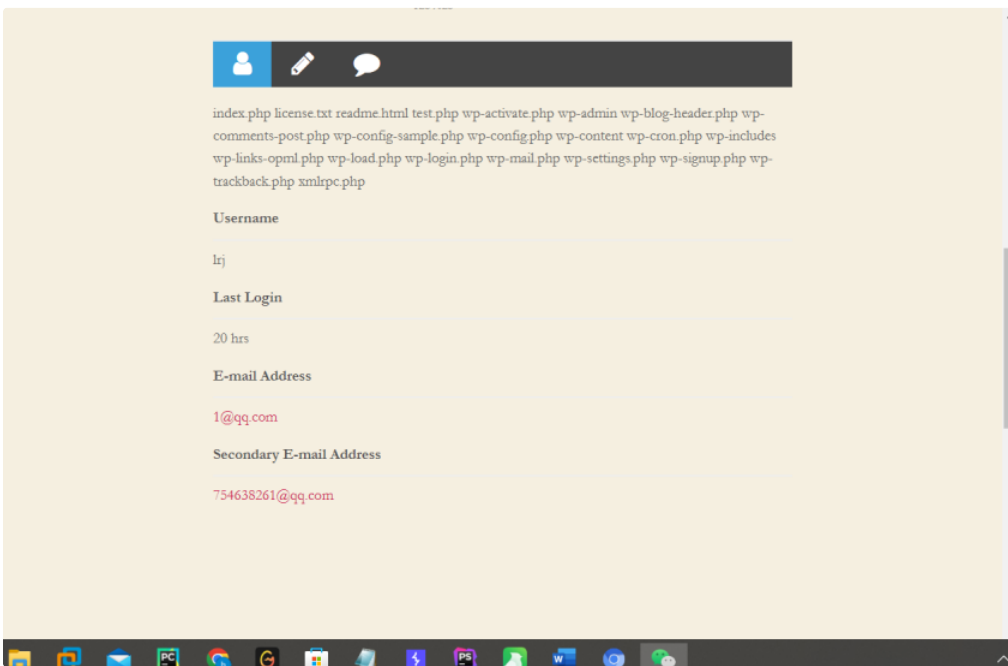 index.php license.txt readme.html test.php wp-activate.php wp-admin wp-blog-header.php wp-
comments-post.php wp-config-sample.php wp-config.php wp-content wp-cron.php wp-includes
wp-links-opml.php wp-load.php wp-login.php wp-mail.php wp-settings.php wp-signup.php wp-
trackback.php xmlrpc.php
Username
lrj
Last Login
20 hrs
E-mail Address
1@qq.com
Secondary E-mail Address
754638261@qq.com
PC
PS
W